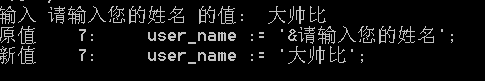 输入 请输入您的姓名 的值： 大帅比
原值    7:     user_name := '&请输入您的姓名';
新值    7:     user_name := '大帅比';